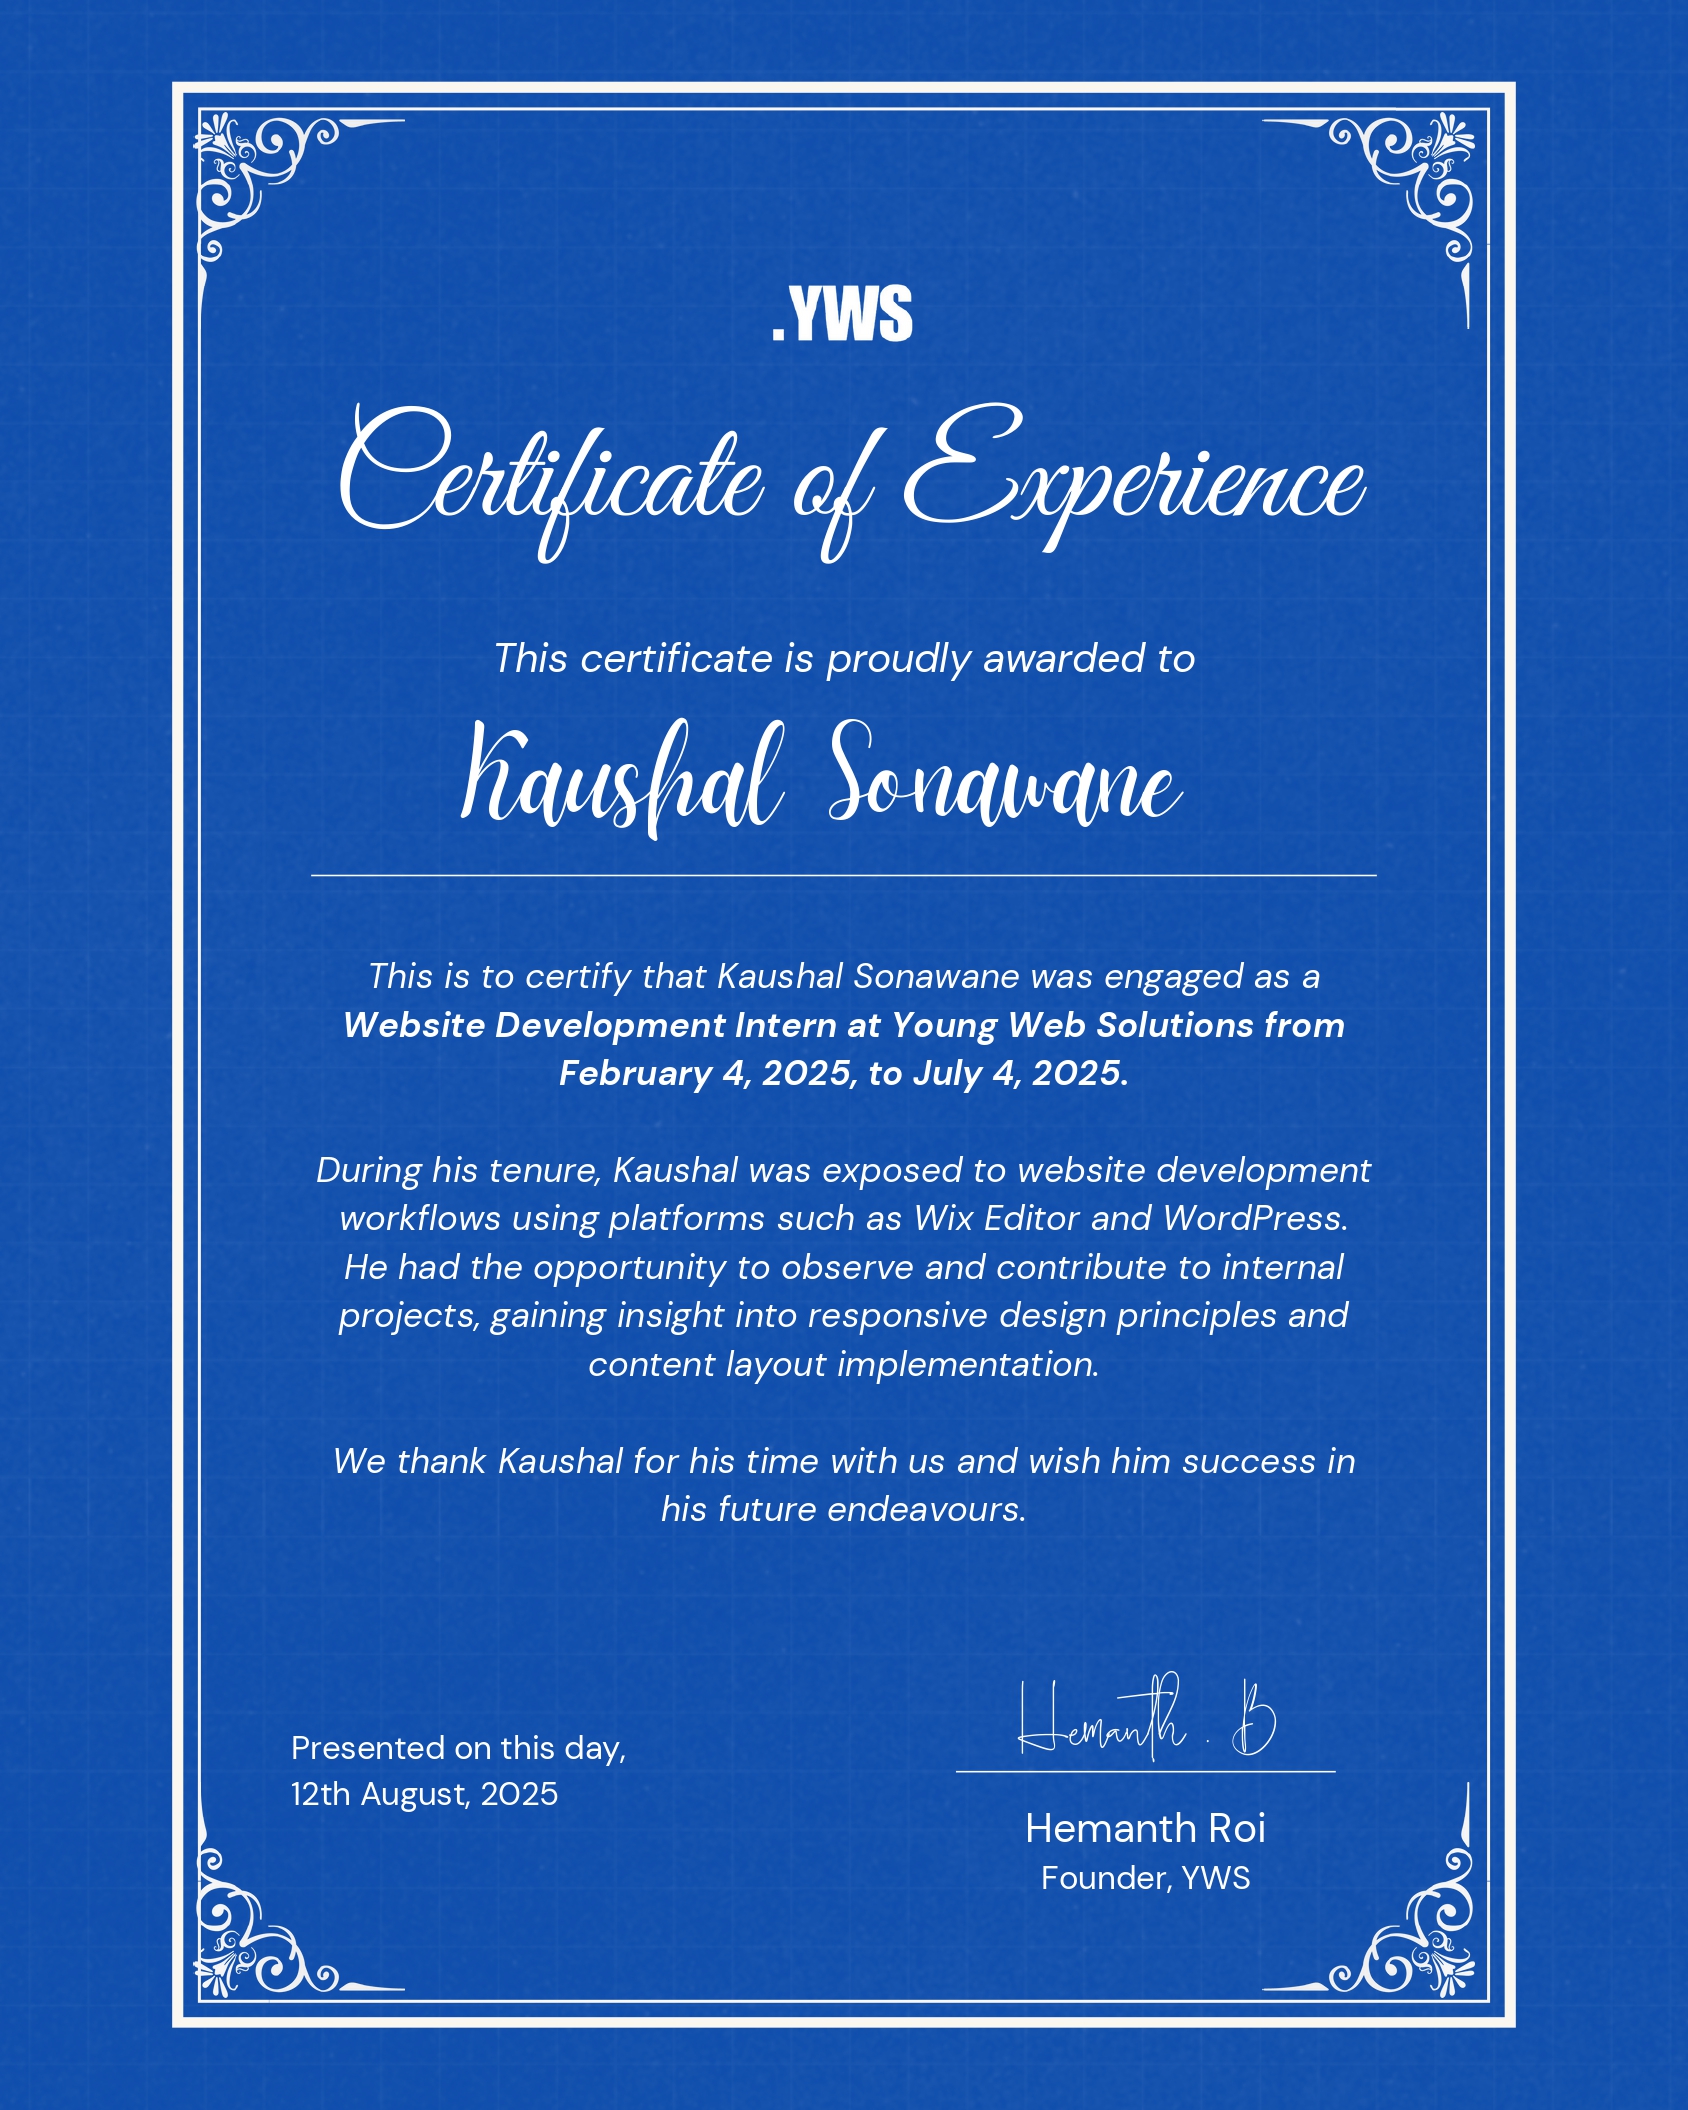 .YWS
Certificate of Experience
This certificate is proudly awarded to
Kaushal Sonawane
This is to certify that Kaushal Sonawane was engaged as a
Website Development Intern at Young Web Solutions from
February 4, 2025, to July 4, 2025.
During his tenure, Kaushal was exposed to website development
workflows using platforms such as Wix Editor and WordPress.
He had the opportunity to observe and contribute to internal
projects, gaining insight into responsive design principles and
content layout implementation.
We thank Kaushal for his time with us and wish him success in
his future endeavours.
Presented on this day,
12th August, 2025
Hemanth . B
Hemanth Roi
Founder, YWS